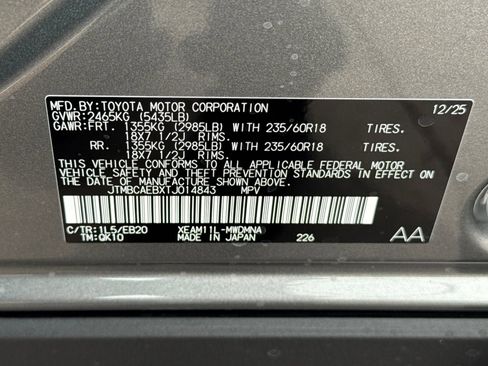 MFD.BY:TOYOTA MOTOR CORPORATION 12/25
GVWR:2465KG (5435LB)
GAWR:FRT. 1355KG (2985LB) WITH 235/60R18 TIRES.
18X7 1/2J RIMS.
RR. 1355KG (2985LB) WITH 235/60R18 TIRES.
18X7 1/2J RIMS.
THIS VEHICLE CONFORMS TO ALL APPLICABLE FEDERAL MOTOR
VEHICLE SAFETY AND THEFT PREVENTION STANDARDS IN EFFECT
ON THE DATE OF MANUFACTURE SHOWN ABOVE.
JTMBCAEBXTJ014843 MPV
C/TR:1L5/EB20 XEAM11L-MWDMNA
TM:QK10 MADE IN JAPAN 226 AA